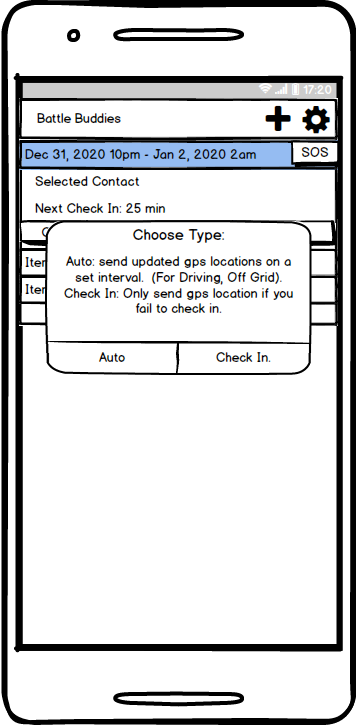 17:20
Battle Buddies
Dec 31, 2020 10pm - Jan 2, 2020 2am
SOS
Selected Contact
Next Check In: 25 min
Choose Type:
Auto: send updated gps locations on a
set interval. (For Driving, Off Grid).
Check In: Only send gps location if you
fail to check in.
Auto
Check In.